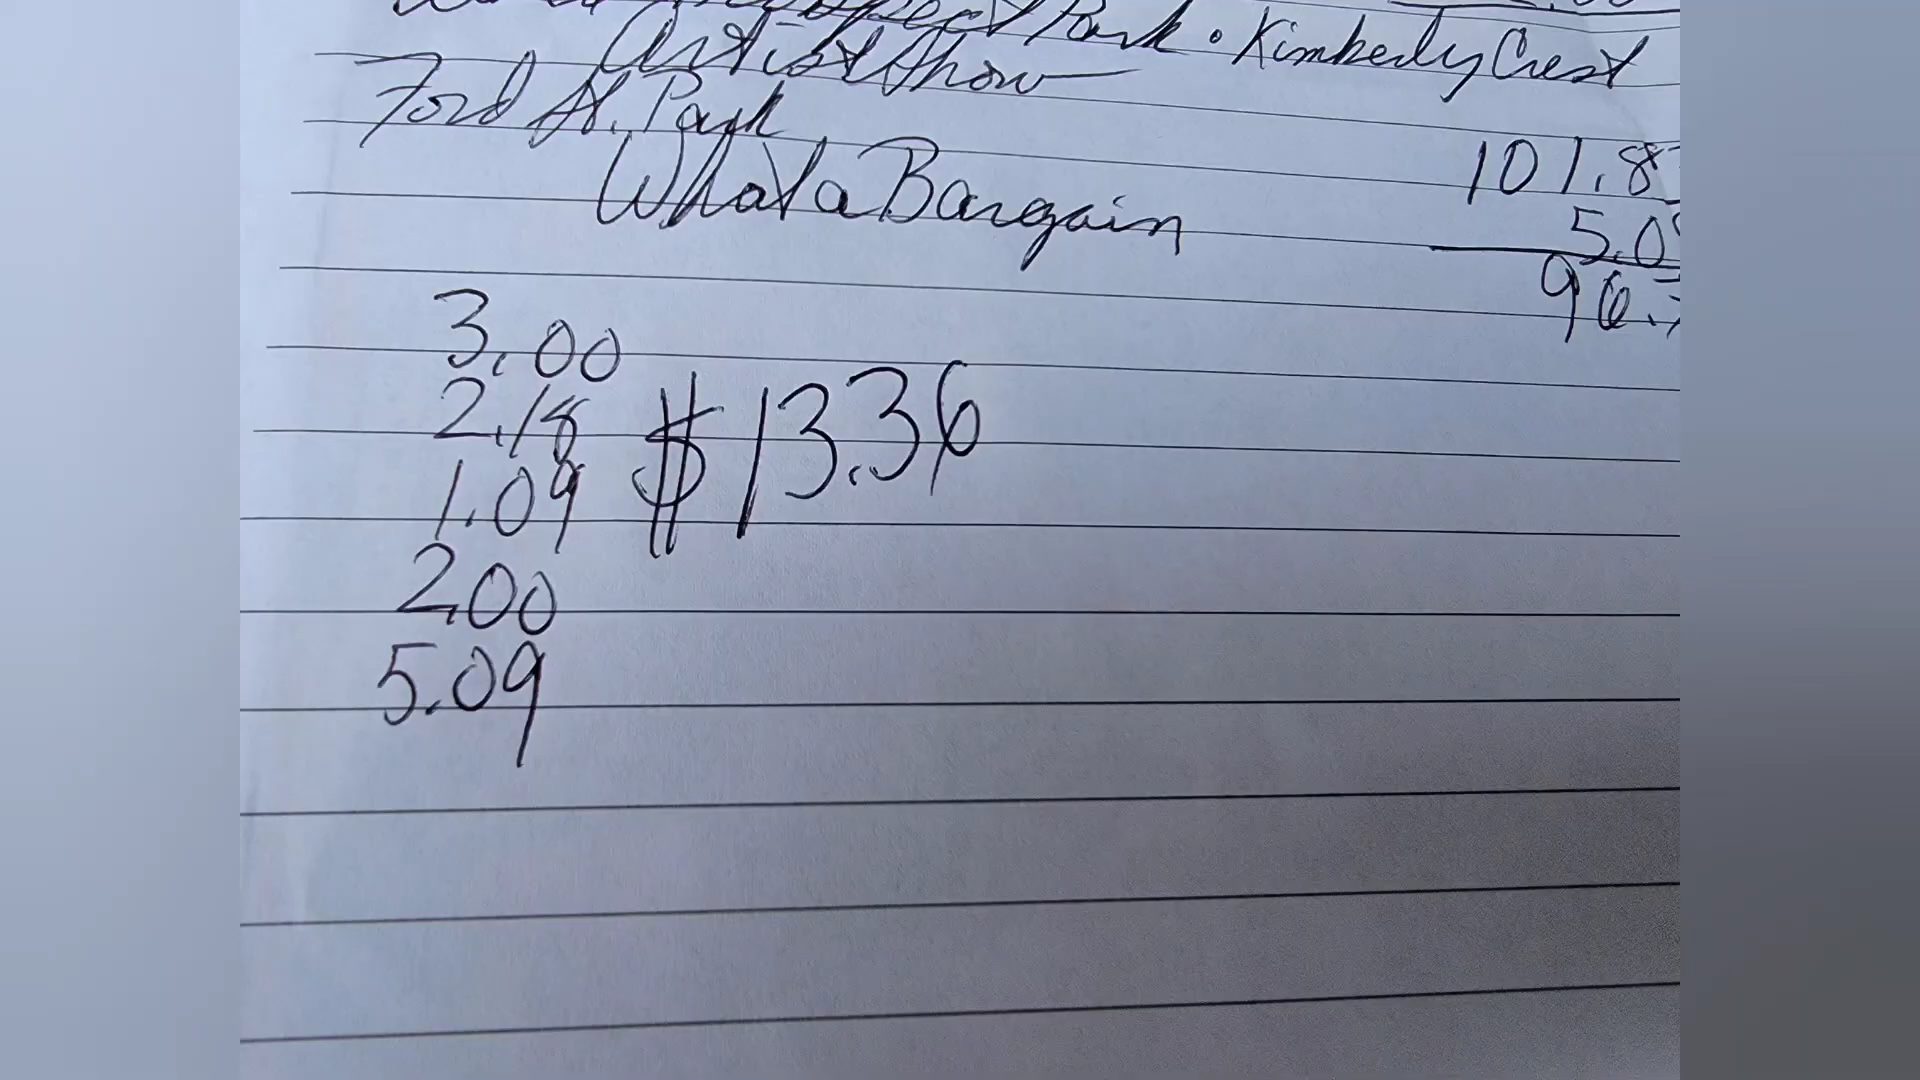 Park • Kimberly Crest
Artist Show
Ford St. Park
What a Bargain
101.8
5.0
96.
3.00
2.18
$13.36
1.09
2.00
5.09